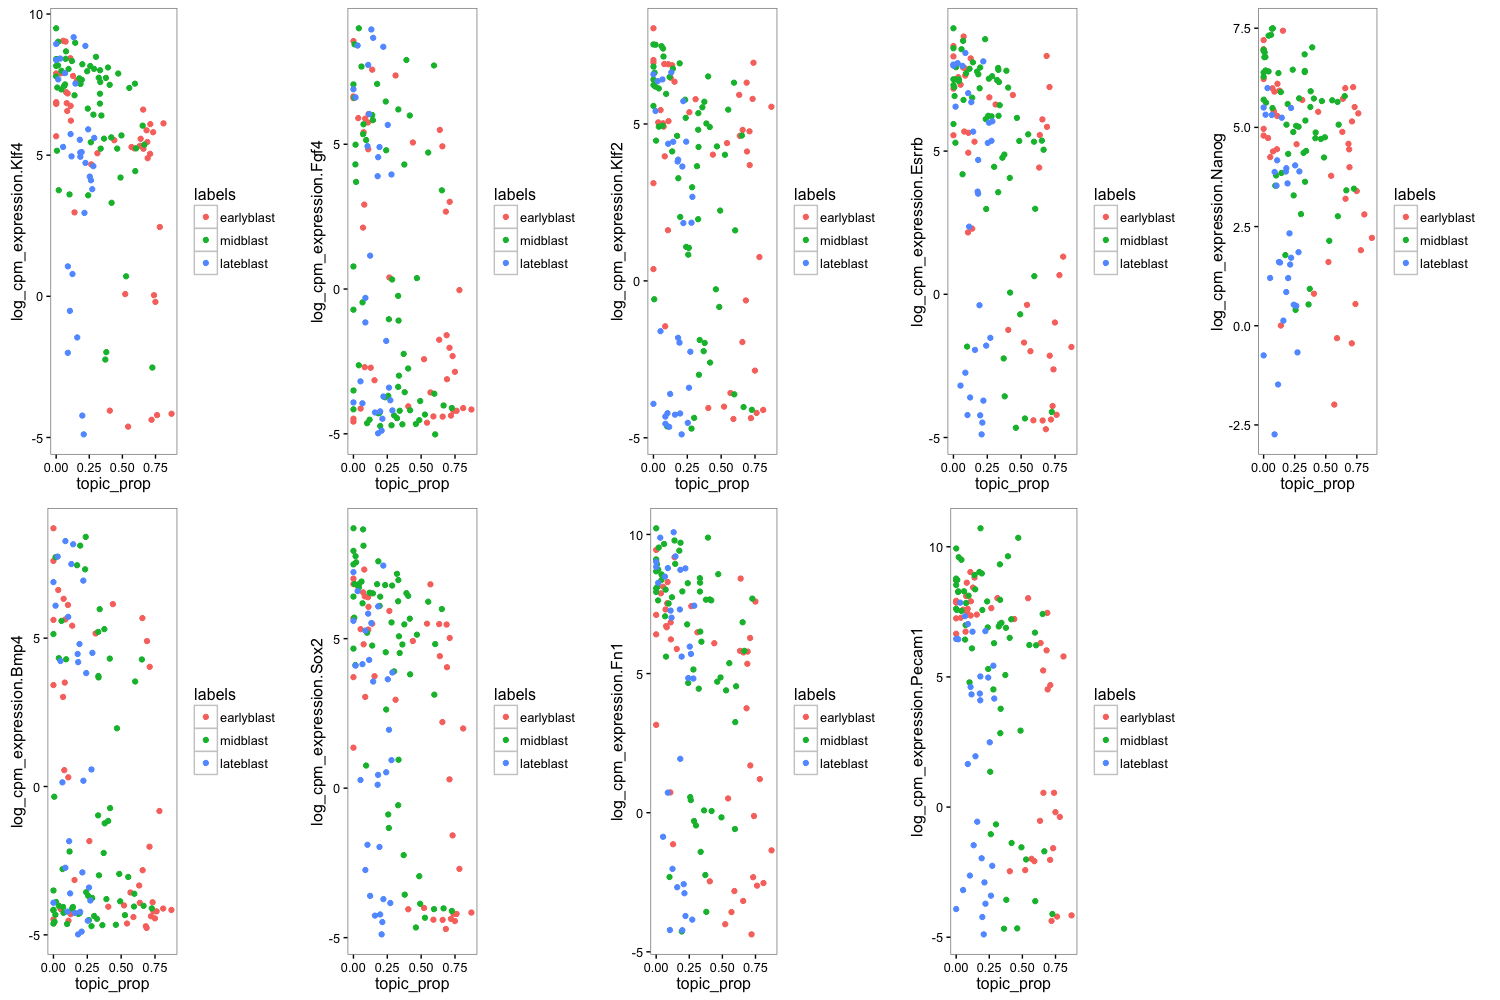 log_cpm_expression.Klf4
10
5
0
-5
0.00 0.25 0.50 0.75
topic_prop
labels
earlyblast
midblast
lateblast
log_cpm_expression.Fgf4
5
0
-5
0.00 0.25 0.50 0.75
topic_prop
labels
earlyblast
midblast
lateblast
log_cpm_expression.Klf2
5
0
-5
0.00 0.25 0.50 0.75
topic_prop
labels
earlyblast
midblast
lateblast
log_cpm_expression.Esrrb
5
0
-5
0.00 0.25 0.50 0.75
topic_prop
labels
earlyblast
midblast
lateblast
log_cpm_expression.Nanog
7.5
5.0
2.5
0.0
-2.5
0.00 0.25 0.50 0.75
topic_prop
labels
earlyblast
midblast
lateblast
log_cpm_expression.Bmp4
5
0
-5
0.00 0.25 0.50 0.75
topic_prop
labels
earlyblast
midblast
lateblast
log_cpm_expression.Sox2
5
0
-5
0.00 0.25 0.50 0.75
topic_prop
labels
earlyblast
midblast
lateblast
log_cpm_expression.Fn1
10
5
0
-5
0.00 0.25 0.50 0.75
topic_prop
labels
earlyblast
midblast
lateblast
log_cpm_expression.Pecam1
10
5
0
-5
0.00 0.25 0.50 0.75
topic_prop
labels
earlyblast
midblast
lateblast